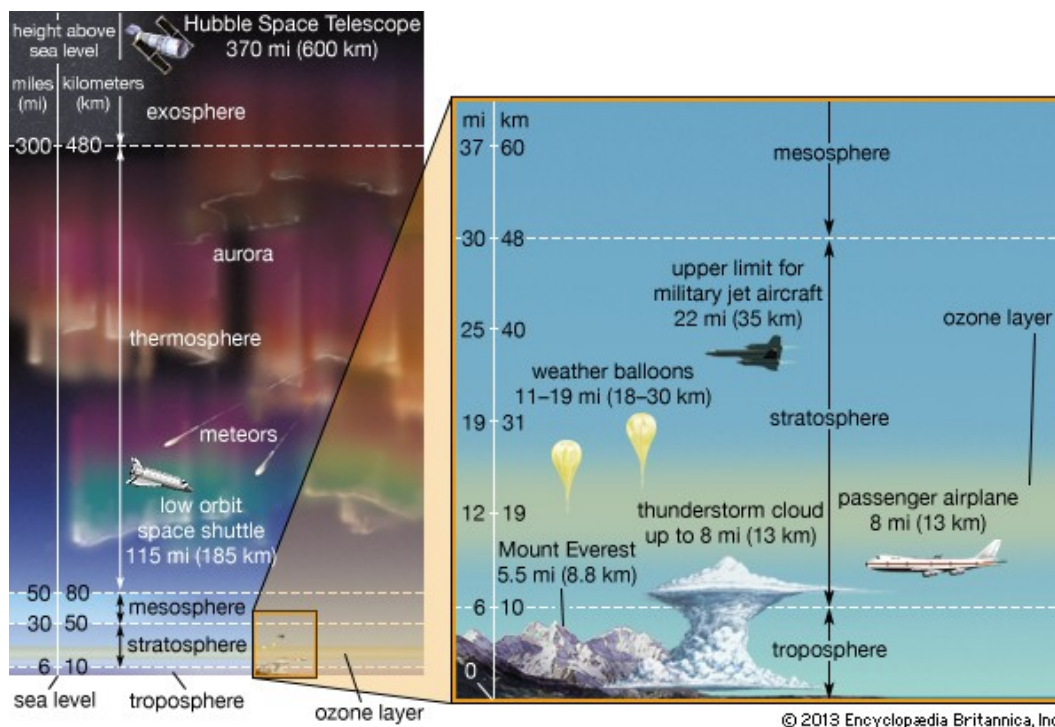 height above
sea level
miles
(mi)
kilometers
(km)
Hubble Space Telescope
370 mi (600 km)
exosphere
300 480
aurora
thermosphere
meteors
low orbit
space shuttle
115 mi (185 km)
50 80
mesosphere
30 50
stratosphere
6 10
sea level
troposphere
ozone layer
mi km
37 60
mesosphere
30 48
upper limit for
military jet aircraft
22 mi (35 km)
ozone layer
25 40
weather balloons
11–19 mi (18–30 km)
19 31
stratosphere
12 19
thunderstorm cloud
up to 8 mi (13 km)
passenger airplane
8 mi (13 km)
Mount Everest
5.5 mi (8.8 km)
6 10
troposphere
0
© 2013 Encyclopædia Britannica, Inc